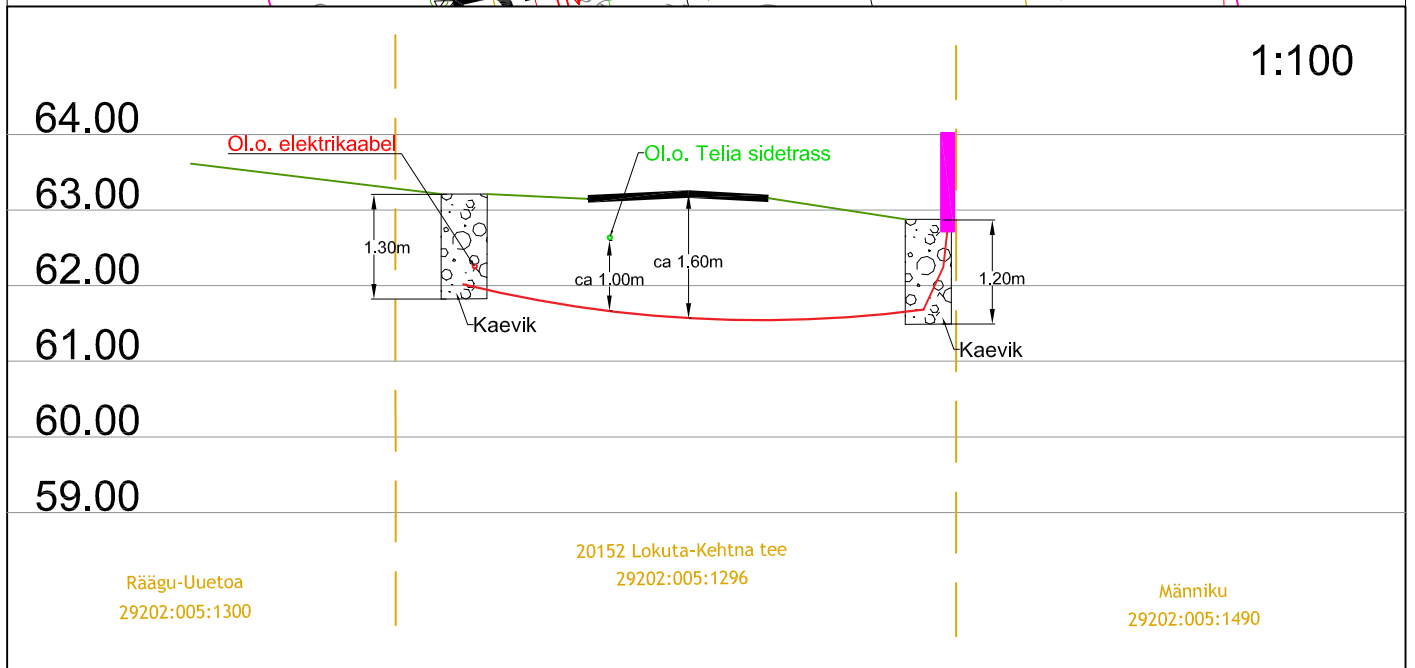 1:100
64.00
Ol.o. elektrikaabel
Ol.o. Telia sidetrass
63.00
1.30m
ca 1.60m
62.00
ca 1.00m
1.20m
Kaevik
61.00
Kaevik
60.00
59.00
20152 Lokuta-Kehtna tee
29202:005:1296
Räägu-Uuetoa
29202:005:1300
Männiku
29202:005:1490